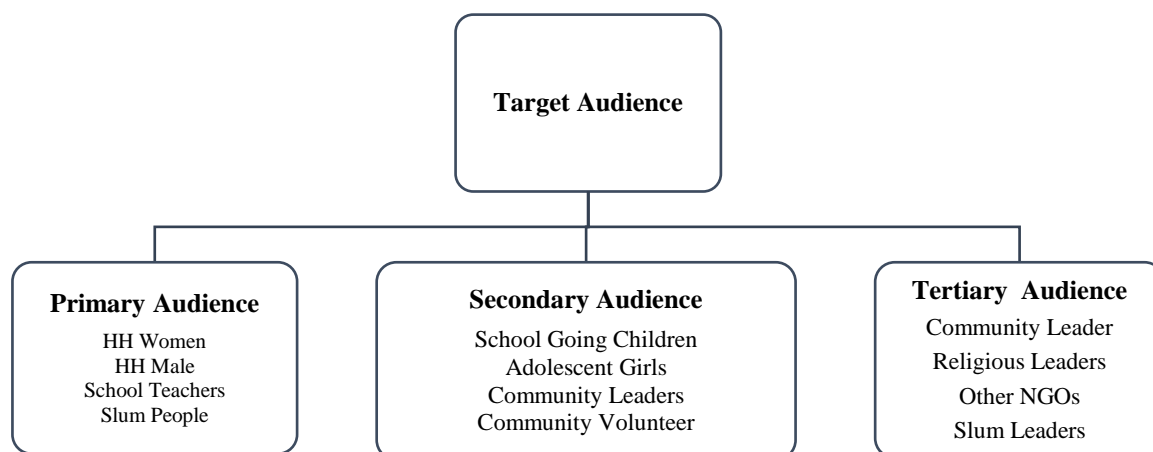 Target Audience
Primary Audience
HH Women
HH Male
School Teachers
Slum People
Secondary Audience
School Going Children
Adolescent Girls
Community Leaders
Community Volunteer
Tertiary Audience
Community Leader
Religious Leaders
Other NGOs
Slum Leaders